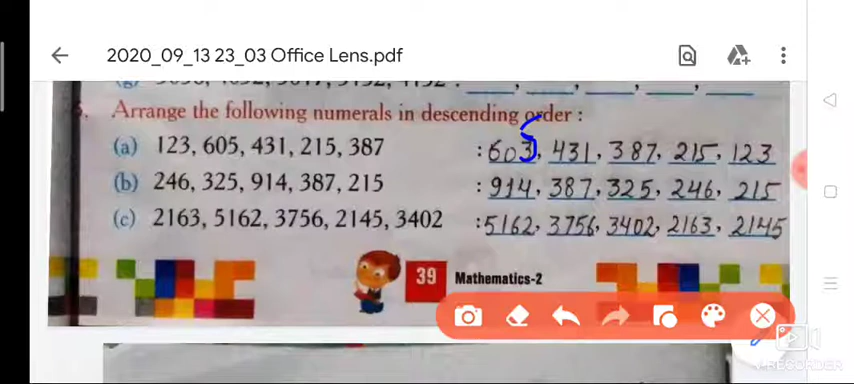 2020_09_13 23_03 Office Lens.pdf
Arrange the following numerals in descending order :
(a) 123, 605, 431, 215, 387 : 605, 431, 387, 215, 123
(b) 246, 325, 914, 387, 215 : 914, 387, 325, 246, 215
(c) 2163, 5162, 3756, 2145, 3402 : 5162, 3756, 3402, 2163, 2145
39 Mathematics-2
V-RECORDER